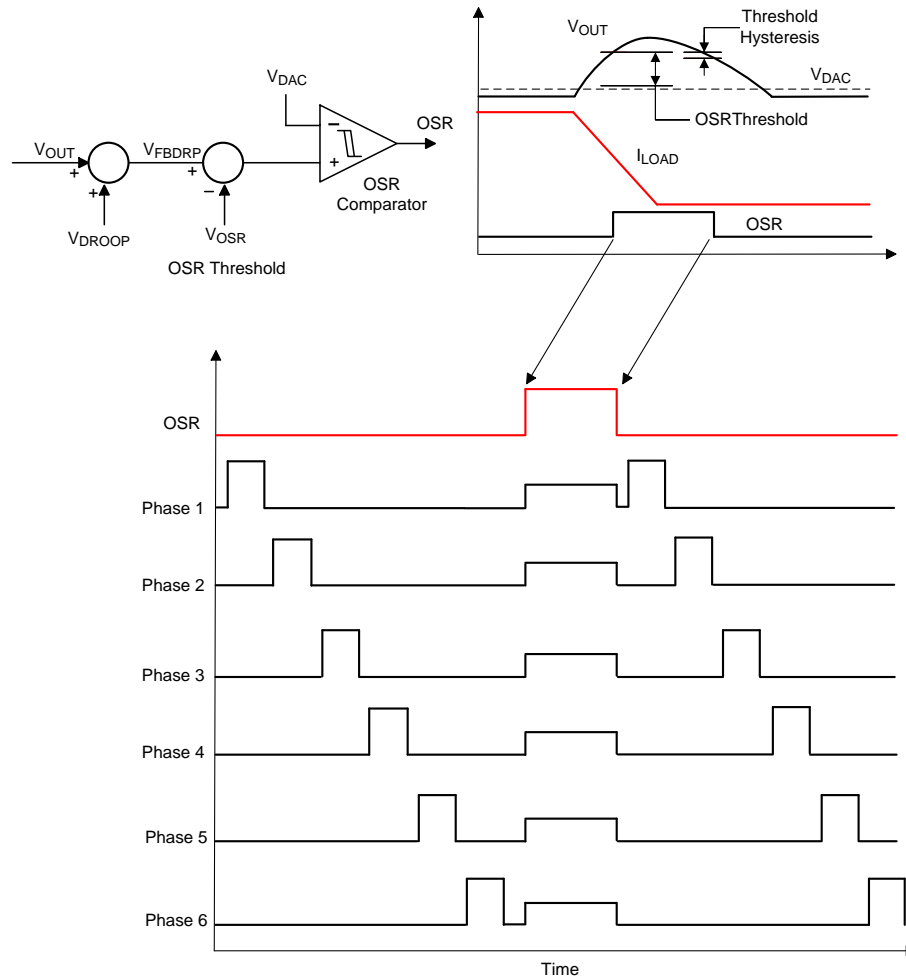 VOUT
+
+
VDROOP
VFBDRP
+
−
VOSR
OSR Threshold
VDAC
−
+
OSR
OSR
Comparator
VOUT
Threshold
Hysteresis
VDAC
OSRThreshold
ILOAD
OSR
OSR
Phase 1
Phase 2
Phase 3
Phase 4
Phase 5
Phase 6
Time